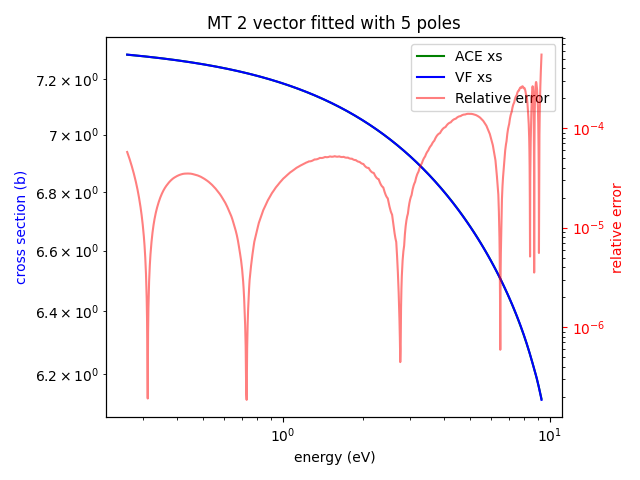 MT 2 vector fitted with 5 poles
ACE xs
VF xs
Relative error
7.2 × 10⁰
7 × 10⁰
6.8 × 10⁰
6.6 × 10⁰
6.4 × 10⁰
6.2 × 10⁰
cross section (b)
10⁻⁴
10⁻⁵
10⁻⁶
relative error
10⁰
10¹
energy (eV)